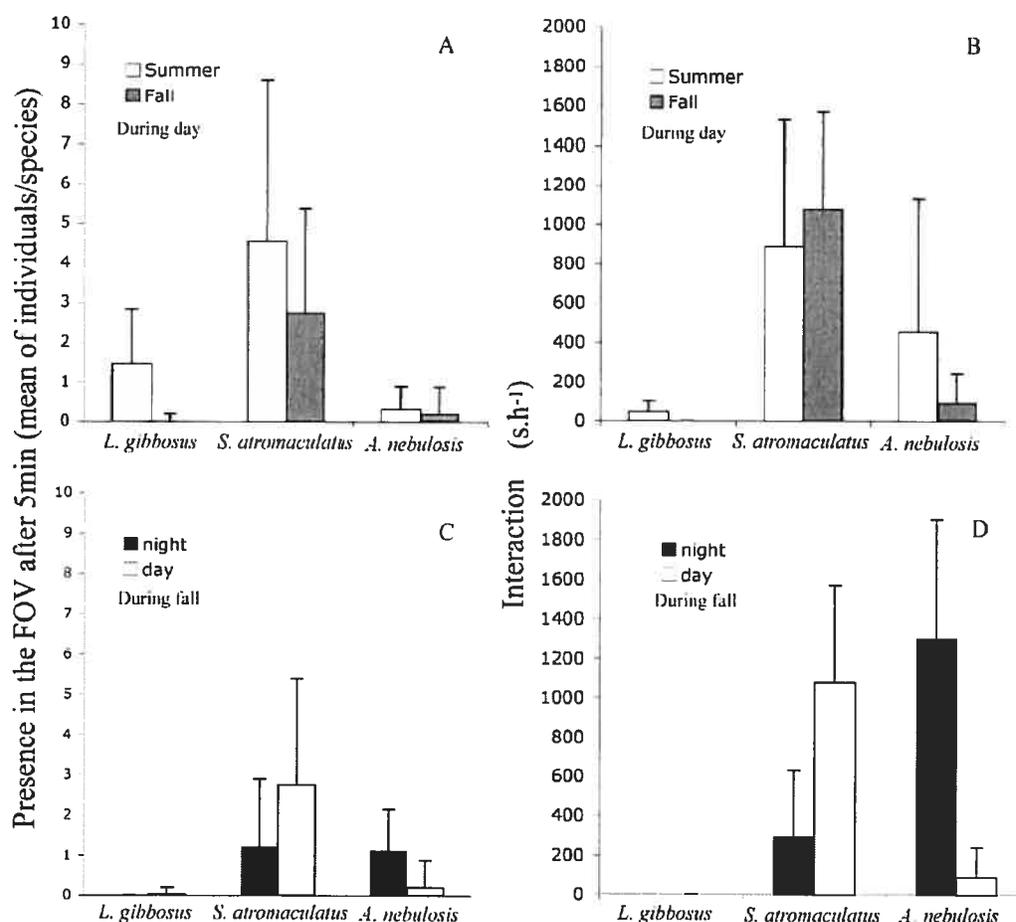 Presence in the FOV after 5min (mean of individuals/species)
A
10
9
8
7
6
5
4
3
2
1
0
Summer
Fall
During day
L. gibbosus S. atromaculatus A. nebulosis
B
2000
1800
1600
1400
1200
1000
800
600
400
200
0
Summer
Fall
During day
L. gibbosus S. atromaculatus A. nebulosis
Interaction (s.h-1)
C
10
9
8
7
6
5
4
3
2
1
0
night
day
During fall
L. gibbosus S. atromaculatus A. nebulosis
D
2000
1800
1600
1400
1200
1000
800
600
400
200
0
night
day
During fall
L. gibbosus S. atromaculatus A. nebulosis